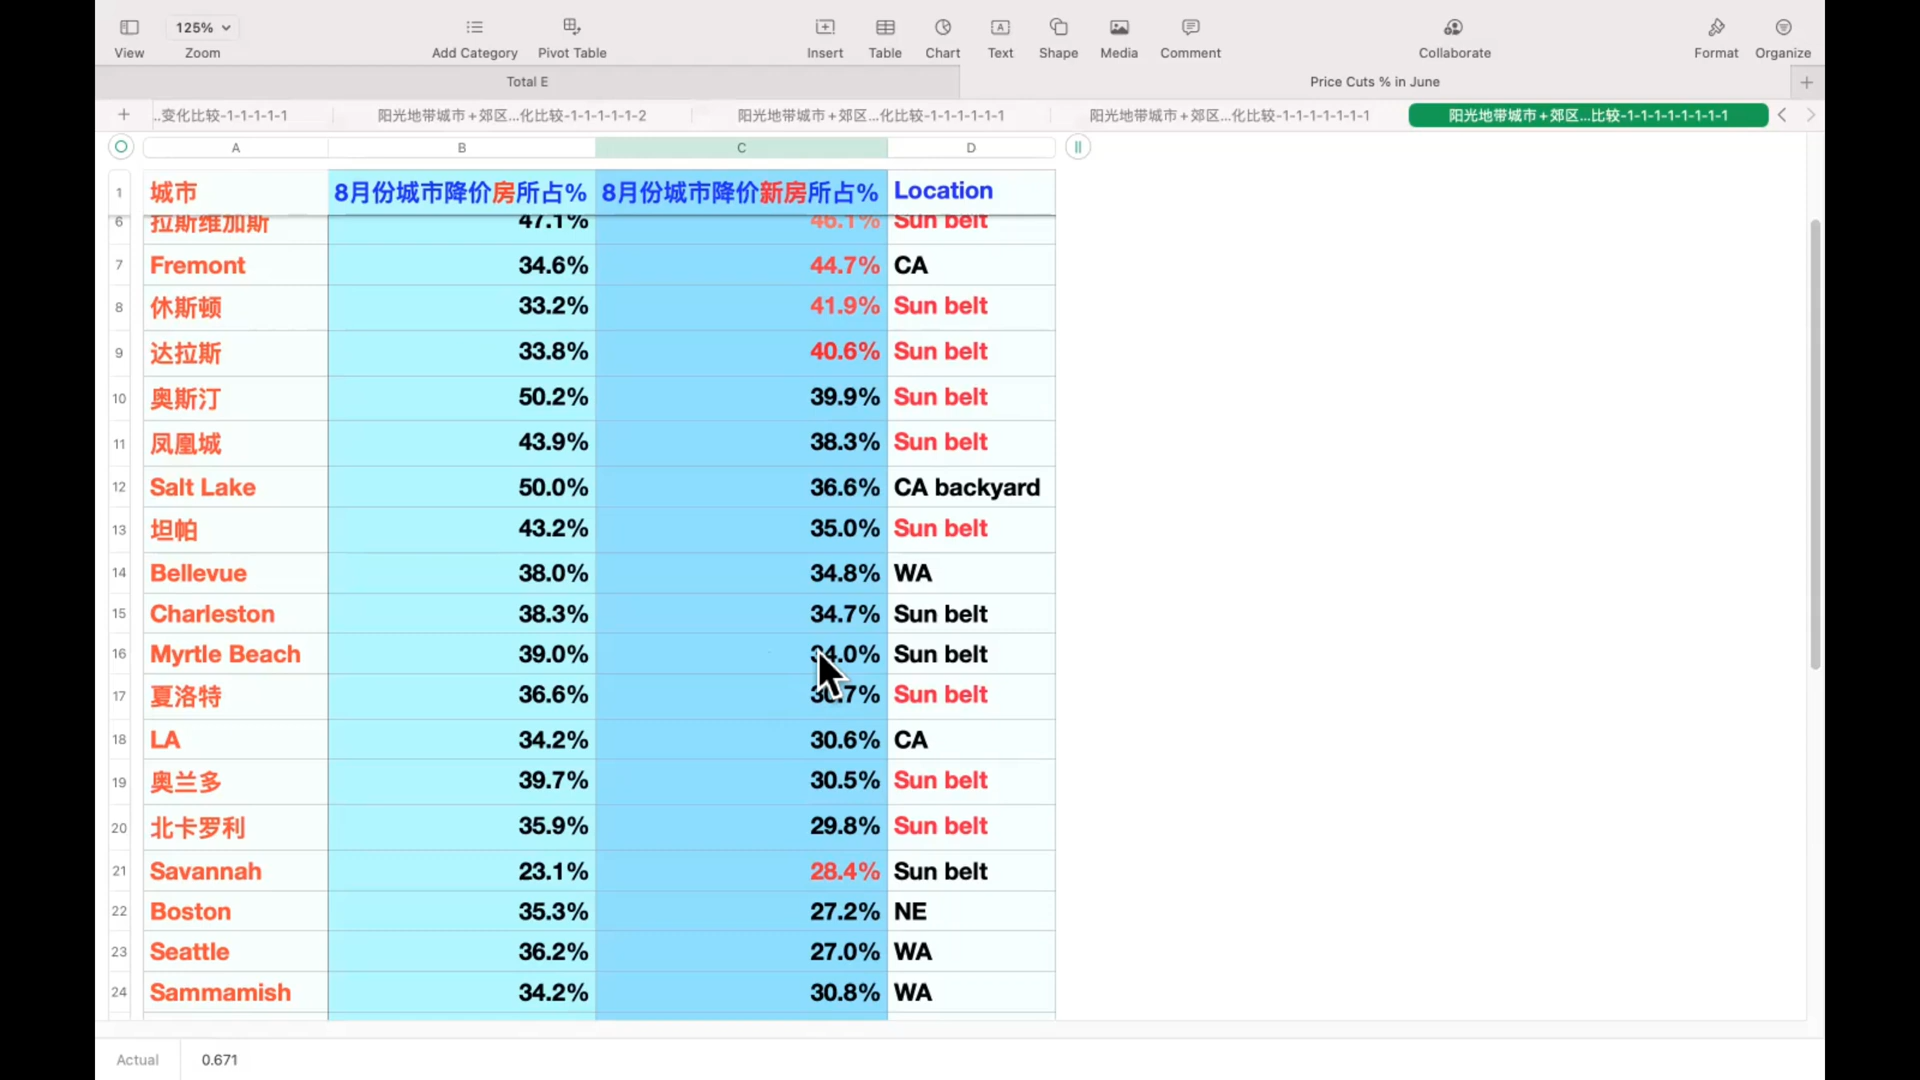 View
125%
Zoom
Add Category
Pivot Table
Insert
Table
Chart
Text
Shape
Media
Comment
Collaborate
Format
Organize
Total E
Price Cuts % in June
..变化比较-1-1-1-1-1
阳光地带城市+郊区...化比较-1-1-1-1-1-2
阳光地带城市+郊区...化比较-1-1-1-1-1-1
阳光地带城市+郊区...化比较-1-1-1-1-1-1-1
阳光地带城市+郊区...比较-1-1-1-1-1-1-1-1
A B C D
1 城市 8月份城市降价房所占% 8月份城市降价新房所占% Location
6 拉斯维加斯 47.1% 46.1% Sun belt
7 Fremont 34.6% 44.7% CA
8 休斯顿 33.2% 41.9% Sun belt
9 达拉斯 33.8% 40.6% Sun belt
10 奥斯汀 50.2% 39.9% Sun belt
11 凤凰城 43.9% 38.3% Sun belt
12 Salt Lake 50.0% 36.6% CA backyard
13 坦帕 43.2% 35.0% Sun belt
14 Bellevue 38.0% 34.8% WA
15 Charleston 38.3% 34.7% Sun belt
16 Myrtle Beach 39.0% 34.0% Sun belt
17 夏洛特 36.6% Sun belt
18 LA 34.2% 30.6% CA
19 奥兰多 39.7% 30.5% Sun belt
20 北卡罗利 35.9% 29.8% Sun belt
21 Savannah 23.1% 28.4% Sun belt
22 Boston 35.3% 27.2% NE
23 Seattle 36.2% 27.0% WA
24 Sammamish 34.2% 30.8% WA
Actual 0.671